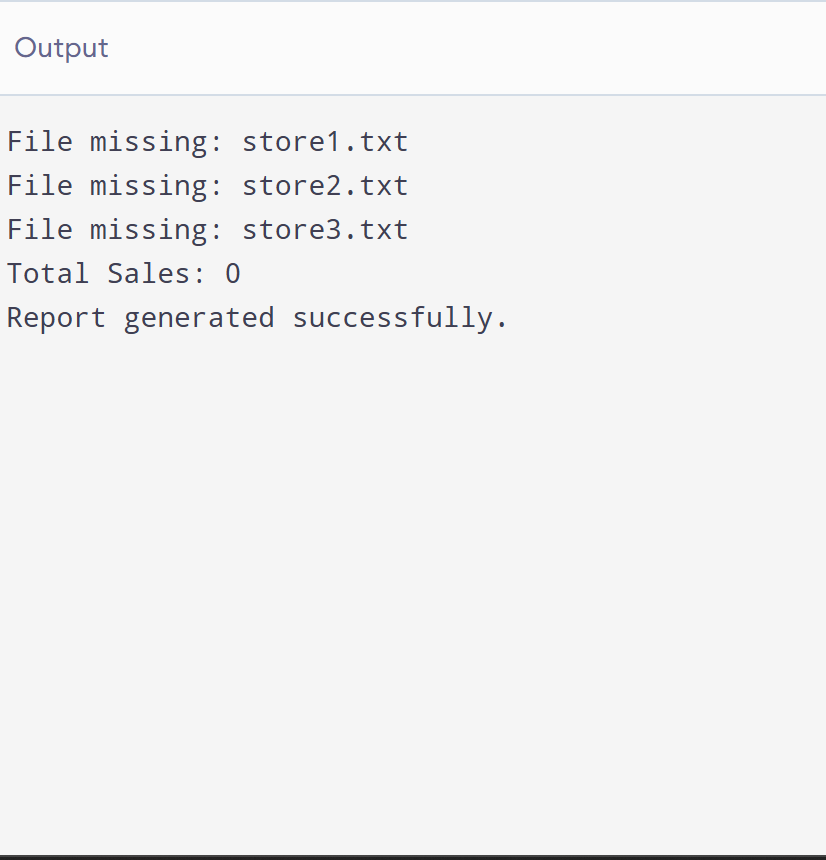 Output
File missing: store1.txt
File missing: store2.txt
File missing: store3.txt
Total Sales: 0
Report generated successfully.